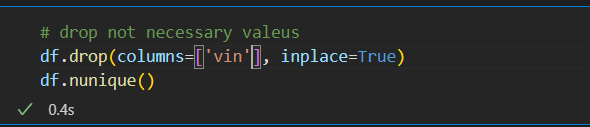 # drop not necessary valeus
df.drop(columns=['vin'], inplace=True)
df.nunique()
0.4s